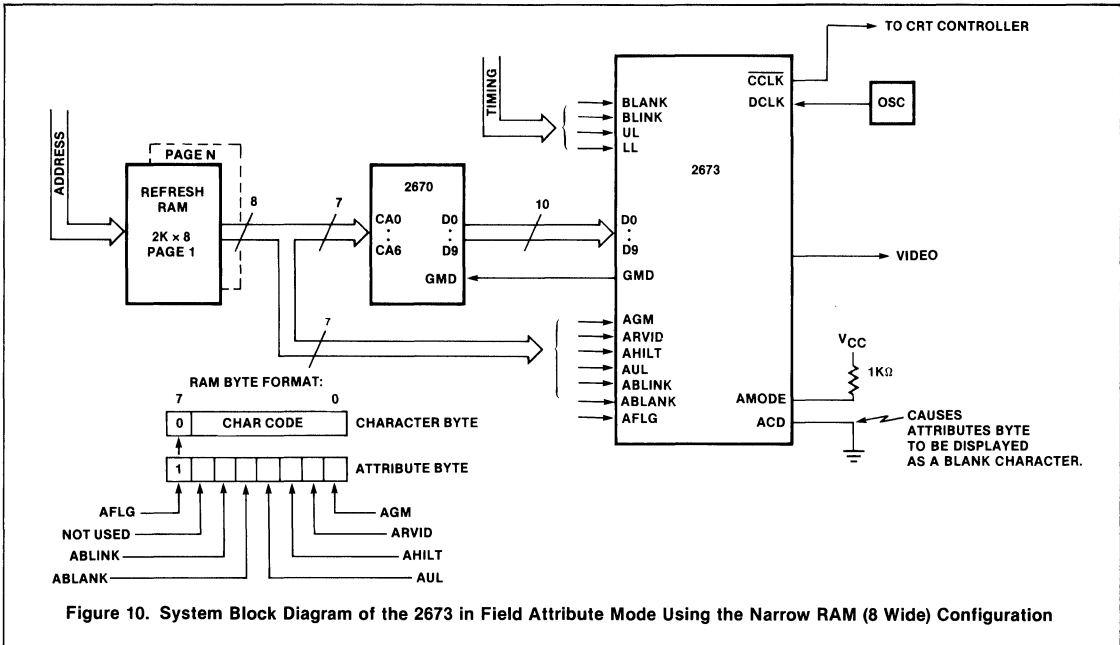 TO CRT CONTROLLER
TIMING
CCLK
DCLK
OSC
BLANK
BLINK
UL
LL
2673
ADDRESS
PAGE N
REFRESH
RAM
2K × 8
PAGE 1
8
7
2670
CA0
:
CA6
D0
:
D9
GMD
10
D0
:
D9
GMD
VIDEO
7
AGM
ARVID
AHILT
AUL
ABLINK
ABLANK
AFLG
VCC
1KΩ
AMODE
ACD
CAUSES
ATTRIBUTES BYTE
TO BE DISPLAYED
AS A BLANK CHARACTER.
RAM BYTE FORMAT:
7 0
0 CHAR CODE CHARACTER BYTE
1 ATTRIBUTE BYTE
AFLG
NOT USED
ABLINK
ABLANK
AGM
ARVID
AHILT
AUL
Figure 10. System Block Diagram of the 2673 in Field Attribute Mode Using the Narrow RAM (8 Wide) Configuration